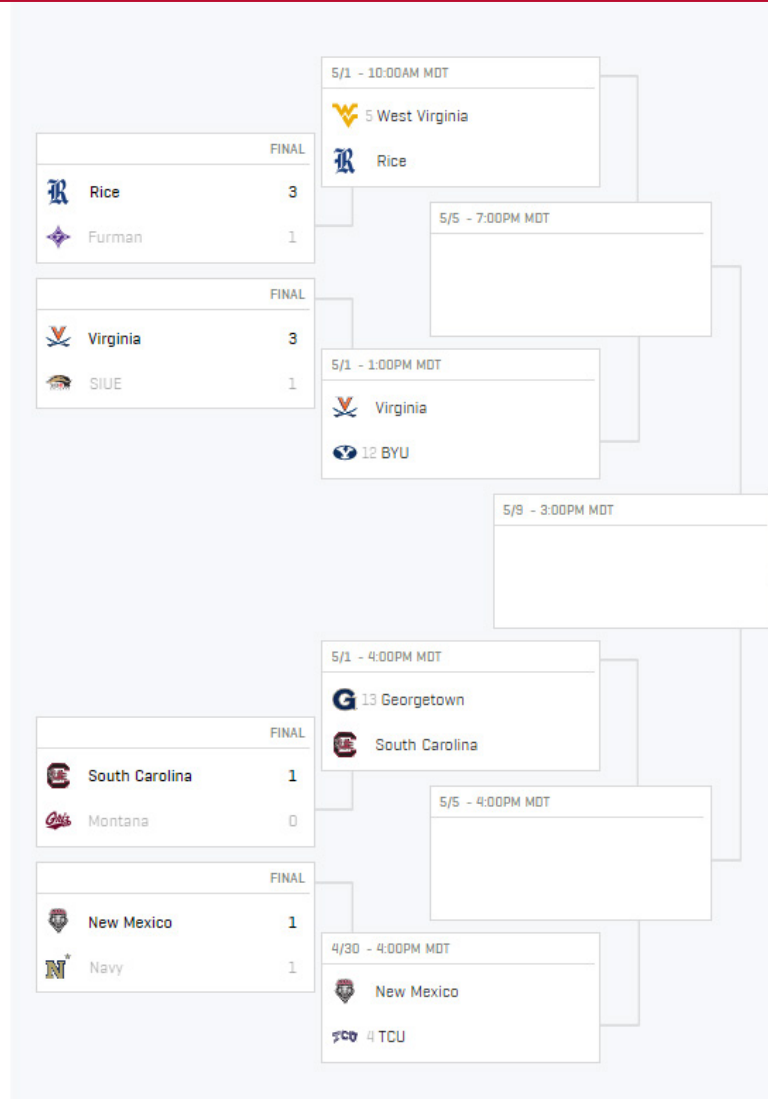 5/1 - 10:00AM MDT
5 West Virginia
Rice
FINAL
Rice 3
Furman 1
5/5 - 7:00PM MDT
FINAL
Virginia 3
SIUE 1
5/1 - 1:00PM MDT
Virginia
12 BYU
5/9 - 3:00PM MDT
5/1 - 4:00PM MDT
13 Georgetown
South Carolina
FINAL
South Carolina 1
Montana 0
5/5 - 4:00PM MDT
FINAL
New Mexico 1
Navy 1
4/30 - 4:00PM MDT
New Mexico
4 TCU